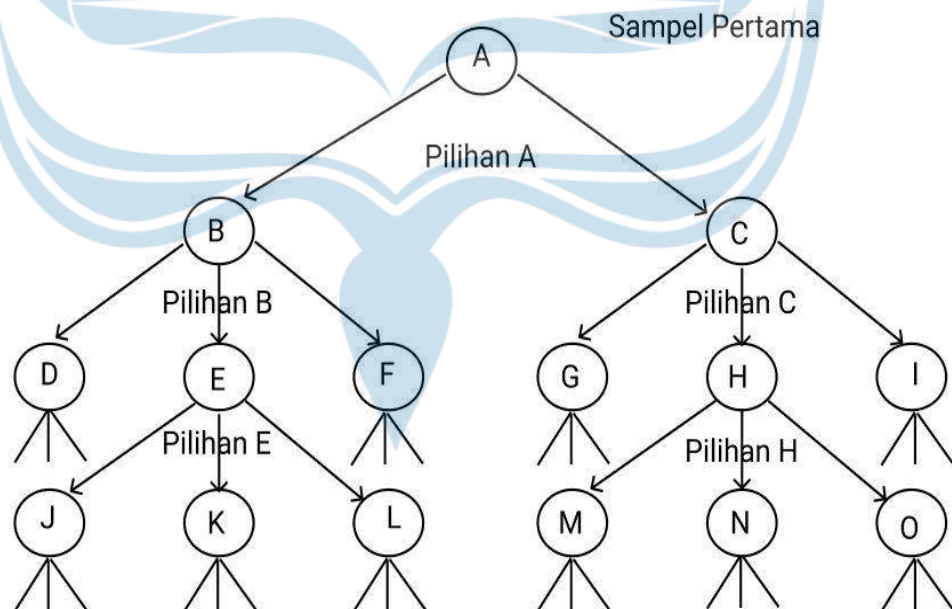 Sampel Pertama
A
Pilihan A
B
C
Pilihan B
Pilihan C
D
E
F
G
H
I
Pilihan E
Pilihan H
J
K
L
M
N
O